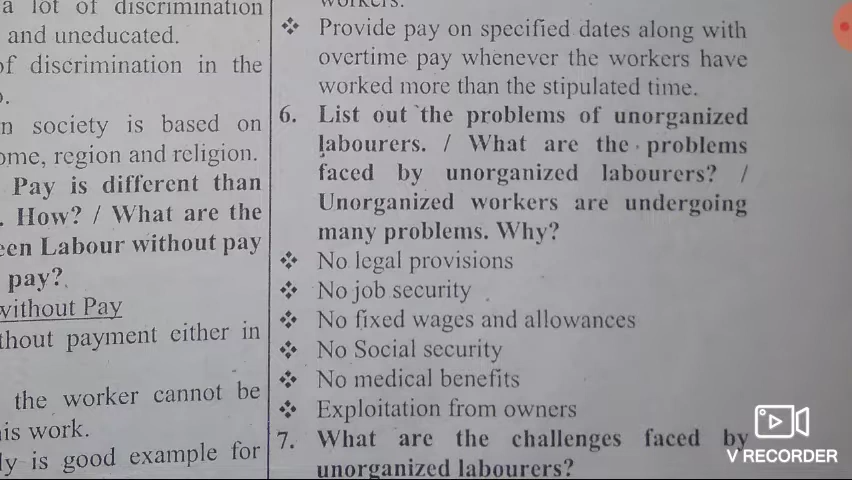 a lot of discrimination
and uneducated.
of discrimination in the
n society is based on
ome, region and religion.
Pay is different than
. How? / What are the
een Labour without pay
pay?
without Pay
thout payment either in
the worker cannot be
is work.
ly is good example for
workers.
❖ Provide pay on specified dates along with
overtime pay whenever the workers have
worked more than the stipulated time.
6. List out the problems of unorganized
labourers. / What are the problems
faced by unorganized labourers? /
Unorganized workers are undergoing
many problems. Why?
❖ No legal provisions
❖ No job security
❖ No fixed wages and allowances
❖ No Social security
❖ No medical benefits
❖ Exploitation from owners
7. What are the challenges faced by
unorganized labourers?
V RECORDER